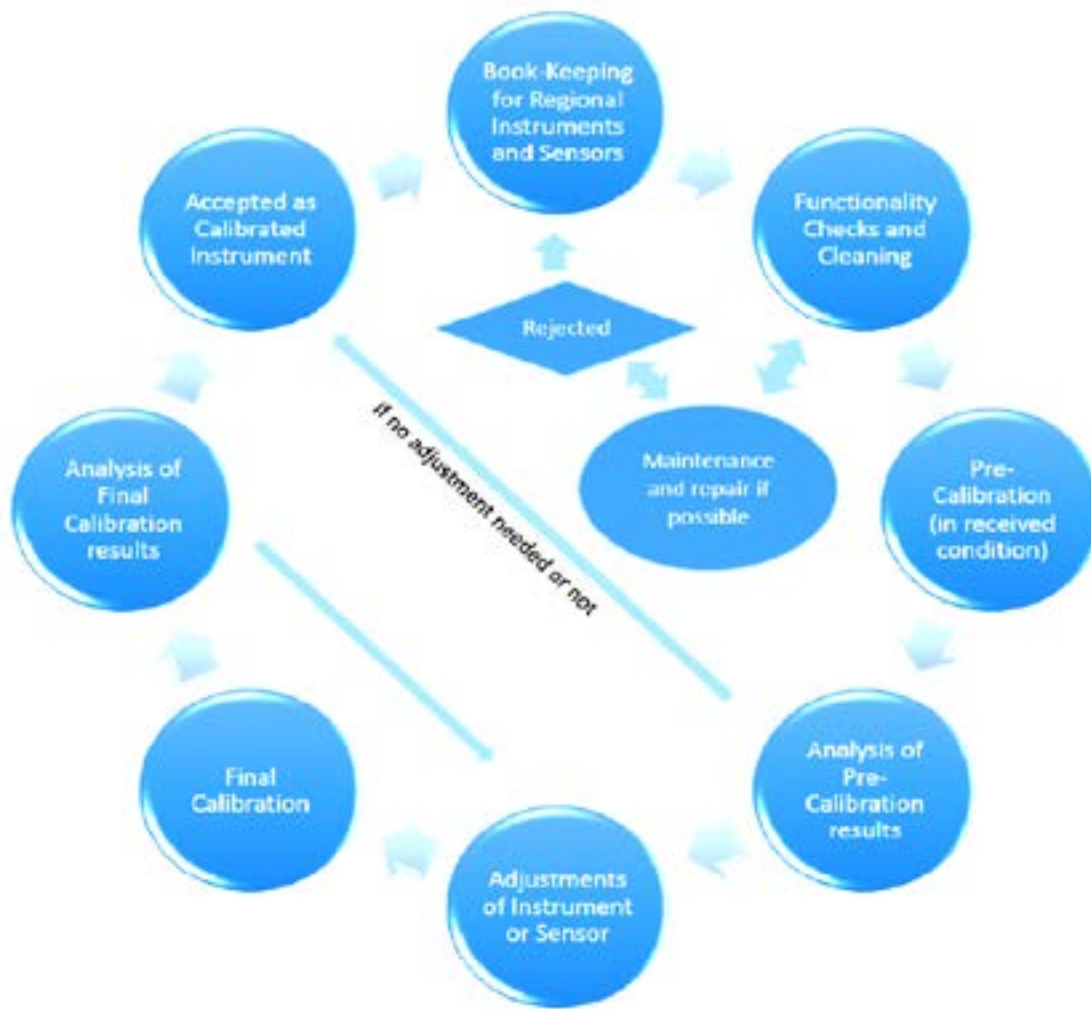 Book-Keeping
for Regional
Instruments
and Sensors
Accepted as
Calibrated
Instrument
Functionality
Checks and
Cleaning
Rejected
if no adjustment needed or not
Analysis of
Final
Calibration
results
Maintenance
and repair if
possible
Pre-
Calibration
(in received
condition)
Final
Calibration
Analysis of
Pre-
Calibration
results
Adjustments
of Instrument
or Sensor